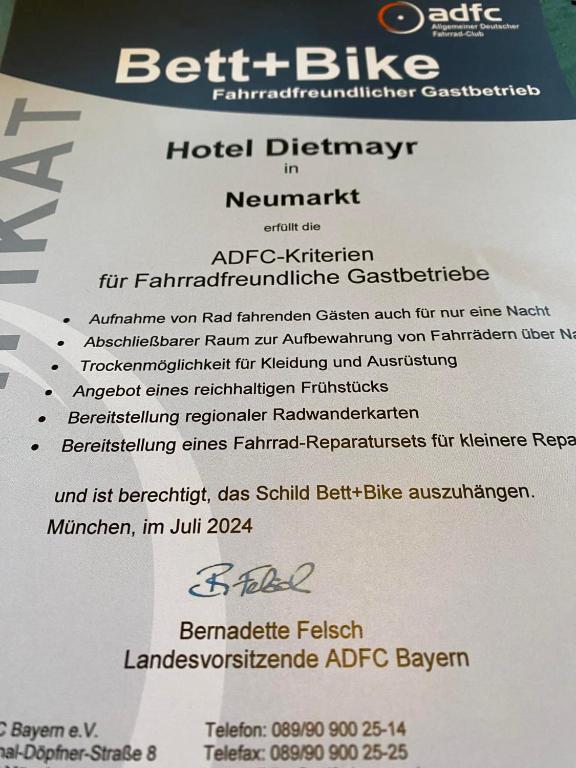 adfc
Allgemeiner Deutscher
Fahrrad-Club
Bett+Bike
Fahrradfreundlicher Gastbetrieb
Hotel Dietmayr
in
Neumarkt
erfüllt die
ADFC-Kriterien
für Fahrradfreundliche Gastbetriebe
• Aufnahme von Rad fahrenden Gästen auch für nur eine Nacht
• Abschließbarer Raum zur Aufbewahrung von Fahrrädern über Na
• Trockenmöglichkeit für Kleidung und Ausrüstung
• Angebot eines reichhaltigen Frühstücks
• Bereitstellung regionaler Radwanderkarten
• Bereitstellung eines Fahrrad-Reparatursets für kleinere Repa
und ist berechtigt, das Schild Bett+Bike auszuhängen.
München, im Juli 2024
B. Felsch
Bernadette Felsch
Landesvorsitzende ADFC Bayern
C Bayern e.V.
Telefon: 089/90 900 25-14
nal-Döpfner-Straße 8
Telefax: 089/90 900 25-25